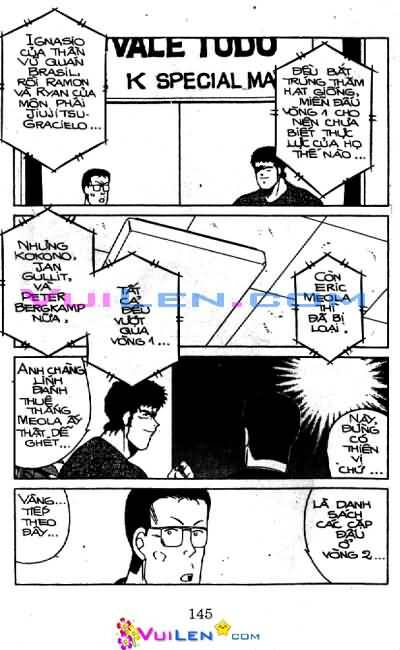 VALE TUDO
K SPECIAL MA
ĐỀU BẮT
TRÚNG THĂM
HẠT GIỐNG,
MIỄN ĐẤU
VÒNG 1 CHO
NÊN CHƯA
BIẾT THỰC
LỰC CỦA HỌ
THẾ NÀO...
IGNASIO
CỦA THẦN
VŨ QUAN
BRASIL,
RỒI RAMON
VÀ RYAN CỦA
MÔN PHÁI
JIUJITSU-
GRACIELO...
NHƯNG
KOKONO,
JAN
GULLIT,
VÀ
PETER
BERGKAMP
NỮA,
TẤT
CẢ
ĐỀU
VƯỢT
QUA
VÒNG 1...
CÒN
ERIC
MEOLA
THÌ
ĐÃ BỊ
LOẠI.
VUILEN.COM
ANH CHÀNG
LÍNH
ĐÁNH
THUÊ
THẮNG
MEOLA ẤY
THẬT DỄ
GHÉT...
NÀY,
ĐỪNG
CÓ
THIÊN
VỊ
CHỨ...
VÂNG...
TIẾP
THEO
ĐÂY...
LÀ DANH
SÁCH
CÁC CẶP
ĐẤU
Ở
VÒNG 2...
145
VUILEN.COM